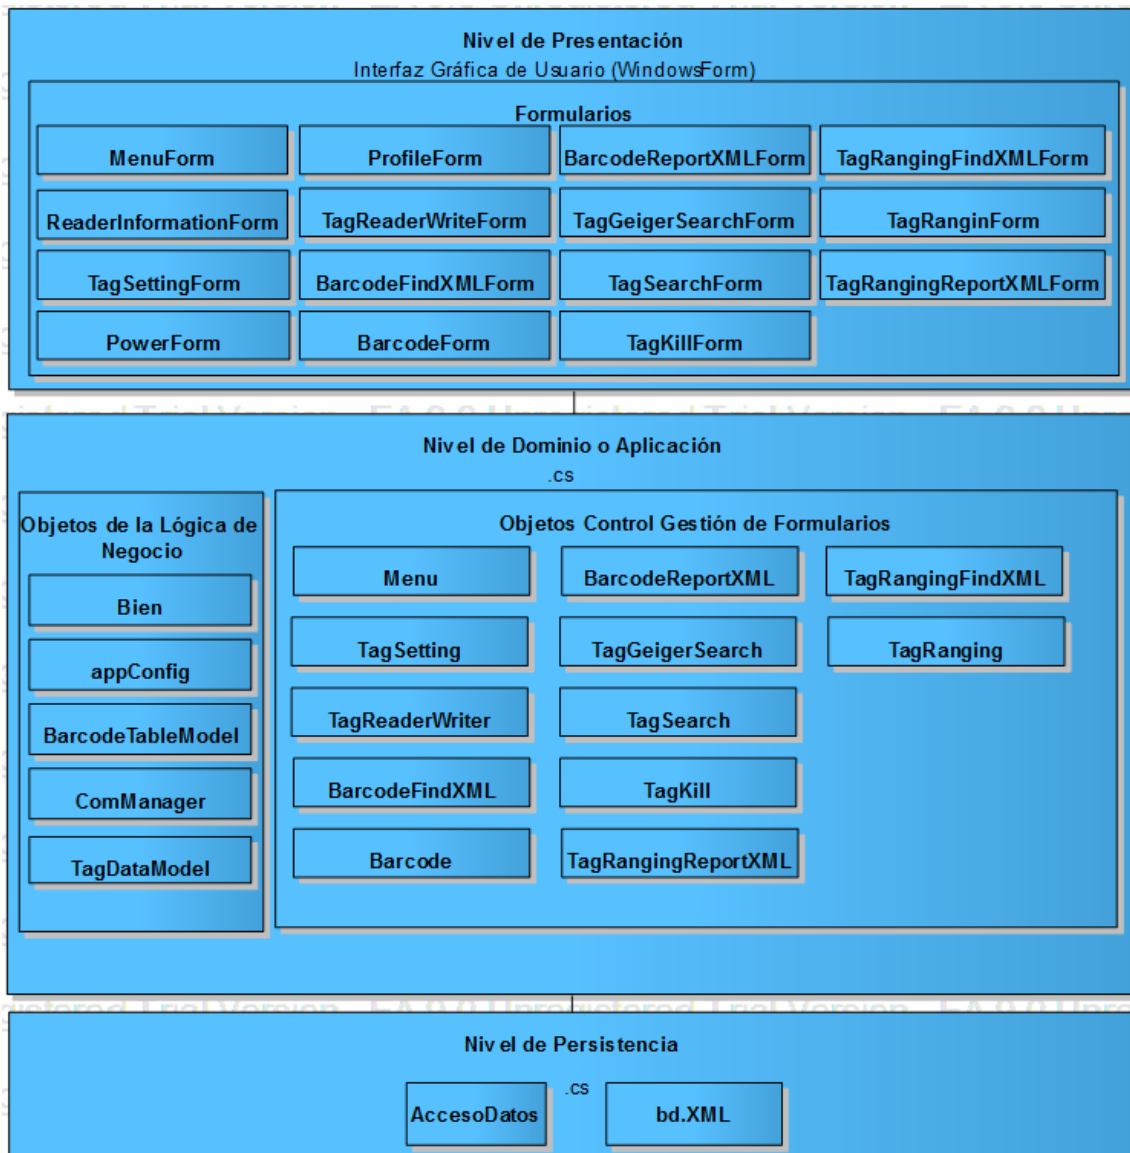 Nivel de Presentación
Interfaz Gráfica de Usuario (WindowsForm)
Formularios
MenuForm
ProfileForm
BarcodeReportXMLForm
TagRangingFindXMLForm
ReaderInformationForm
TagReaderWriteForm
TagGeigerSearchForm
TagRanginForm
TagSettingForm
BarcodeFindXMLForm
TagSearchForm
TagRangingReportXMLForm
PowerForm
BarcodeForm
TagKillForm
Nivel de Dominio o Aplicación
.cs
Objetos de la Lógica de
Negocio
Bien
appConfig
BarcodeTableModel
ComManager
TagDataModel
Objetos Control Gestión de Formularios
Menu
BarcodeReportXML
TagRangingFindXML
TagSetting
TagGeigerSearch
TagRanging
TagReaderWriter
TagSearch
BarcodeFindXML
TagKill
Barcode
TagRangingReportXML
Nivel de Persistencia
.cs
AccesoDatos
bd.XML